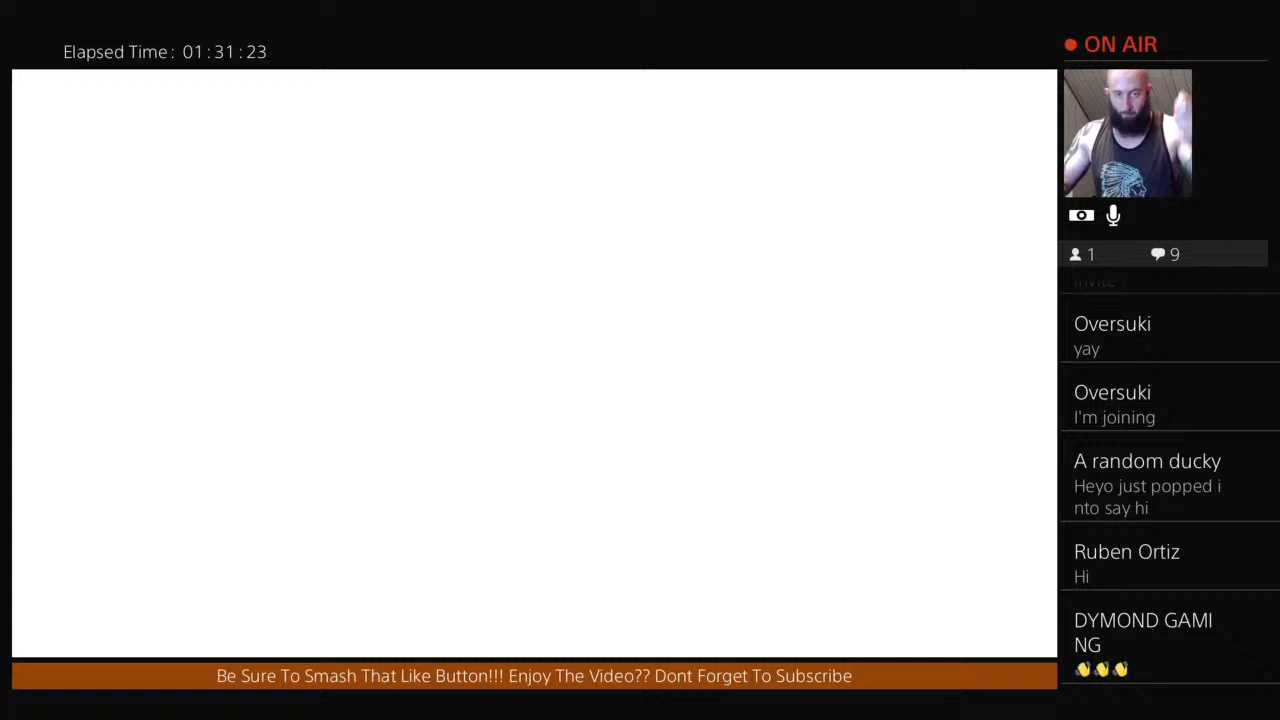 Elapsed Time: 01:31:23
ON AIR
1 9
Invite
Oversuki
yay
Oversuki
I'm joining
A random ducky
Heyo just popped i
nto say hi
Ruben Ortiz
Hi
DYMOND GAMI
NG
👋👋👋
Be Sure To Smash That Like Button!!! Enjoy The Video?? Dont Forget To Subscribe